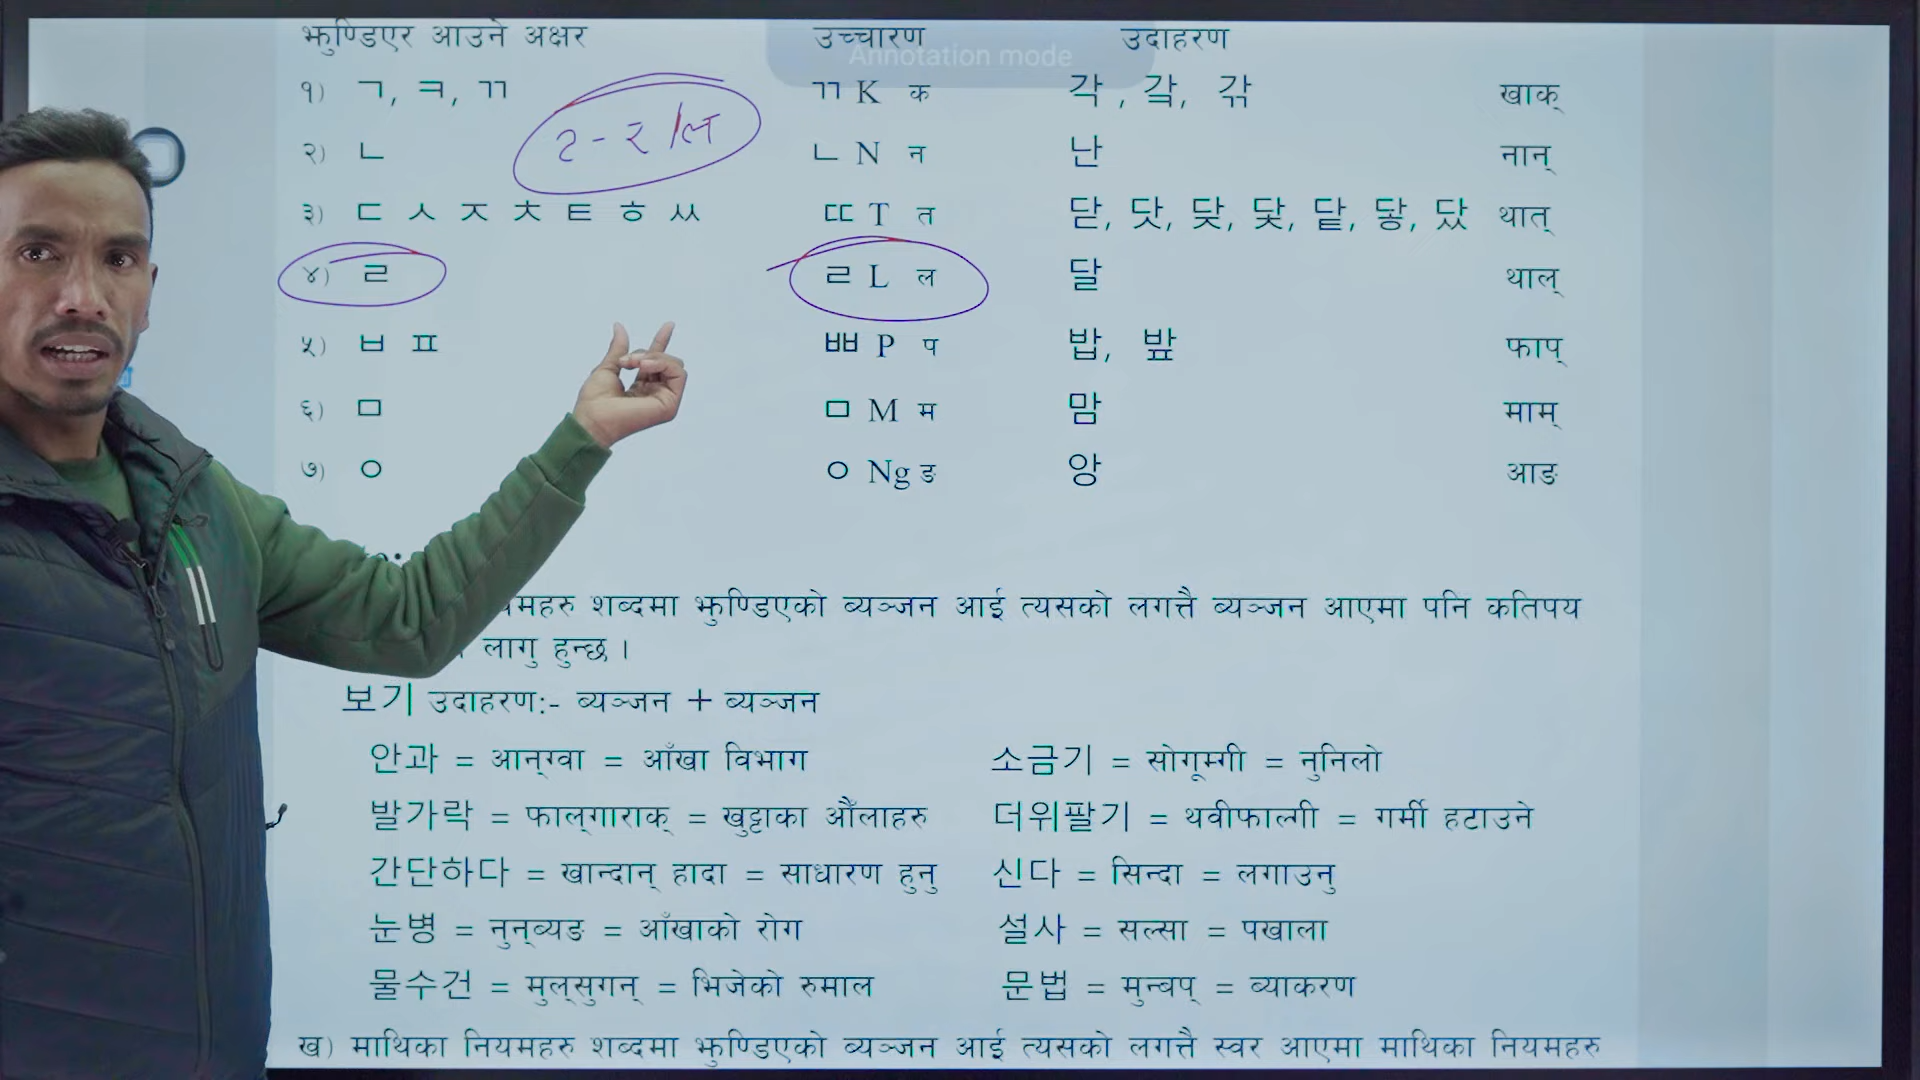 झुण्डिएर आउने अक्षर उच्चारण उदाहरण
Annotation mode
१) ㄱ, ㅋ, ㄲ ㄲ K क 각 , 갘, 갂 खाक्
ㄹ - र /ल
२) ㄴ ㄴ N न 난 नान्
३) ㄷ ㅅ ㅈ ㅊ ㅌ ㅎ ㅆ ㄸ T त 닫, 닷, 닺, 닻, 닽, 닿, 닸 थात्
४) ㄹ ㄹ L ल 달 थाल्
५) ㅂ ㅍ ㅃ P प 밥, 밮 फाप्
६) ㅁ ㅁ M म 맘 माम्
७) ㅇ ㅇ Ng ङ 앙 आङ
शब्दमा झुण्डिएको ब्यञ्जन आई त्यसको लगत्तै ब्यञ्जन आएमा पनि कतिपय
लागु हुन्छ ।
보기 उदाहरण:- ब्यञ्जन + ब्यञ्जन
안과 = आन्ग्वा = आँखा विभाग 소금기 = सोगूम्गी = नुनिलो
발가락 = फाल्गाराक् = खुट्टाका औंलाहरु 더위팔기 = थवीफाल्गी = गर्मी हटाउने
간단하다 = खान्दान् हादा = साधारण हुनु 신다 = सिन्दा = लगाउनु
눈병 = नुन्ब्यङ = आँखाको रोग 설사 = सल्सा = पखाला
물수건 = मुल्सुगन् = भिजेको रुमाल 문법 = मुन्बप् = ब्याकरण
ख) माथिका नियमहरु शब्दमा झुण्डिएको ब्यञ्जन आई त्यसको लगत्तै स्वर आएमा माथिका नियमहरु